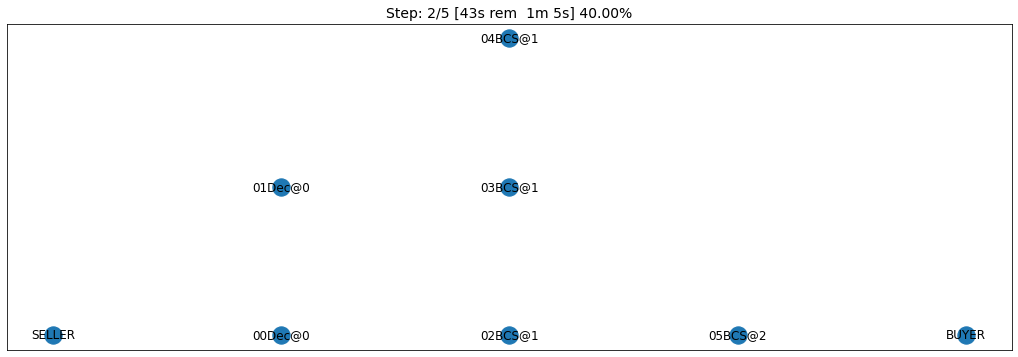 Step: 2/5 [43s rem  1m 5s] 40.00%
04BCS@1
01Dec@0 03BCS@1
SELLER 00Dec@0 02BCS@1 05BCS@2 BUYER